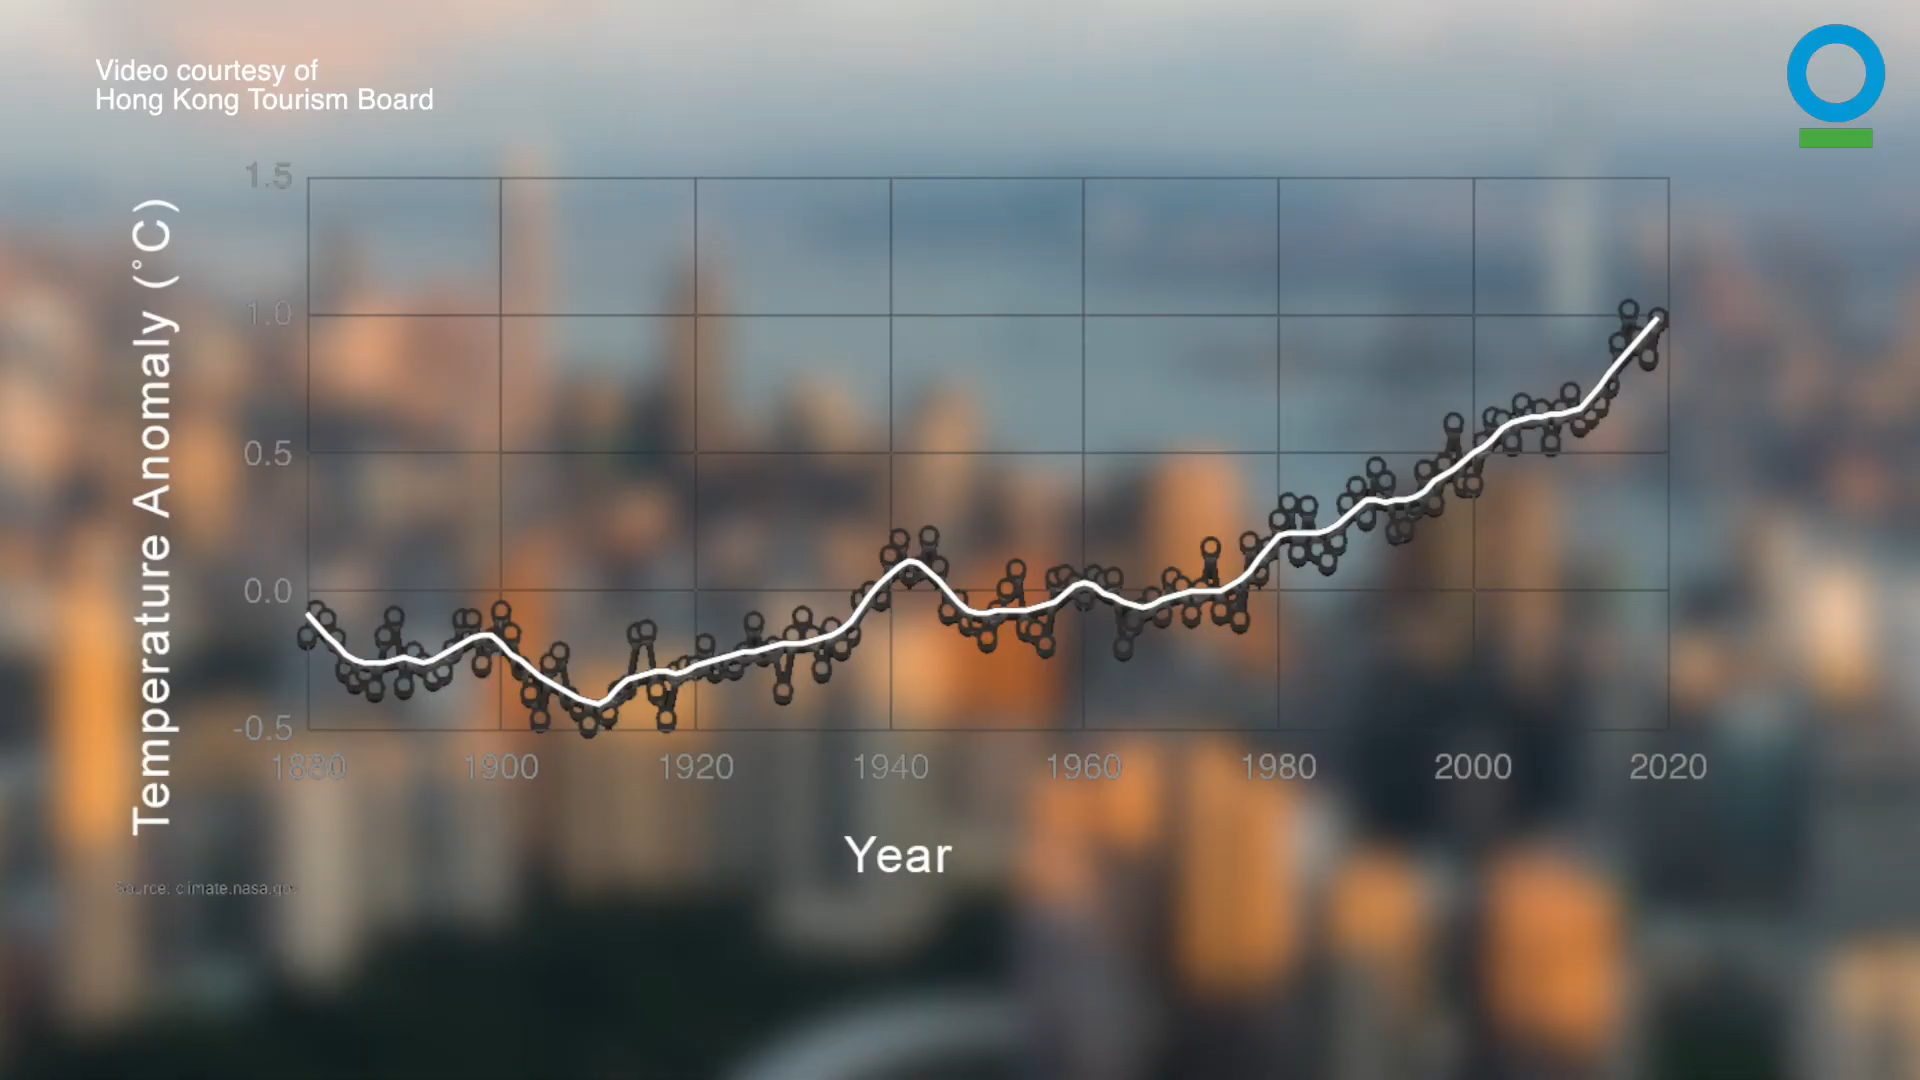 Video courtesy of
Hong Kong Tourism Board
Temperature Anomaly (˚C)
1.5
1.0
0.5
0.0
-0.5
1880
1900
1920
1940
1960
1980
2000
2020
Year
Source: climate.nasa.gov